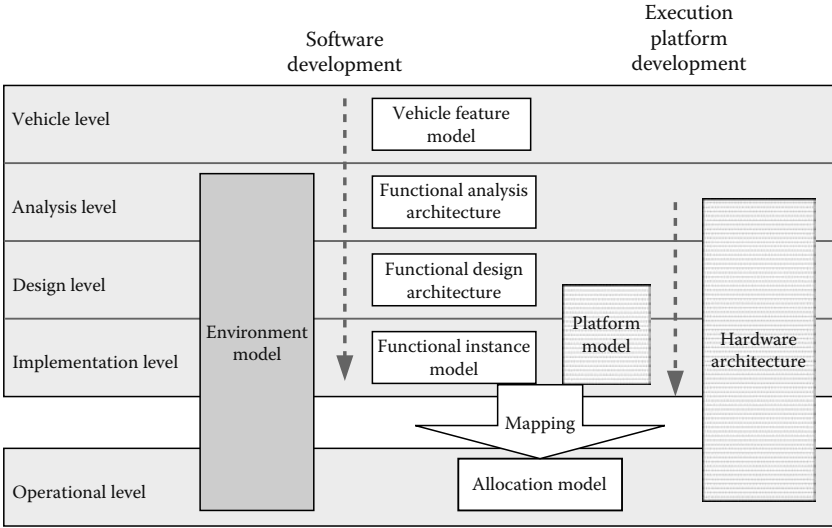 Software
development
Execution
platform
development
Vehicle level
Vehicle feature
model
Analysis level
Functional analysis
architecture
Design level
Functional design
architecture
Environment
model
Platform
model
Hardware
architecture
Implementation level
Functional instance
model
Mapping
Operational level
Allocation model